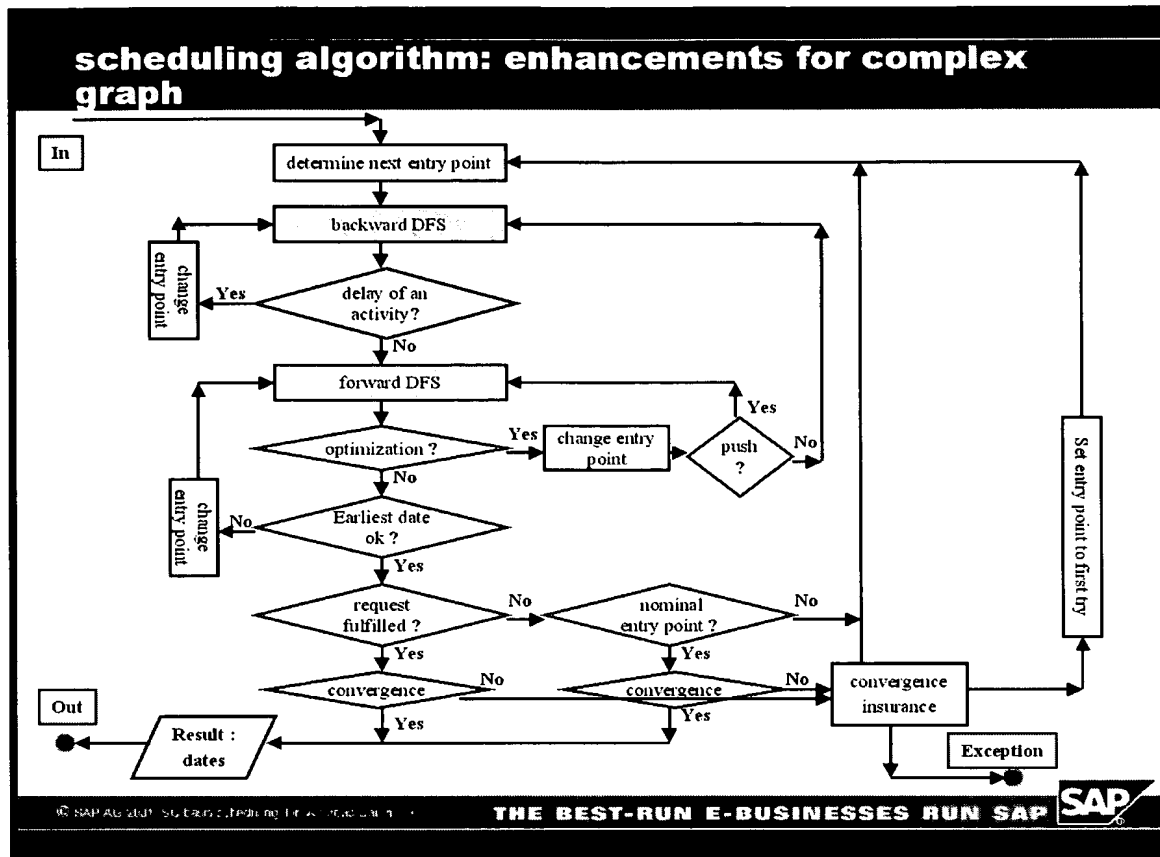 scheduling algorithm: enhancements for complex
graph
In
determine next entry point
backward DFS
change
entry point
Yes
delay of an
activity?
No
forward DFS
Yes
optimization ?
Yes
change entry
point
push
?
No
No
change
entry point
No
Earliest date
ok ?
Yes
Set entry point to first try
request
fulfilled ?
No
nominal
entry point ?
No
Yes
Yes
convergence
No
convergence
No
convergence
insurance
Out
Yes
Yes
Result :
dates
Exception
© SAP AG 2001
THE BEST-RUN E-BUSINESSES RUN SAP
SAP